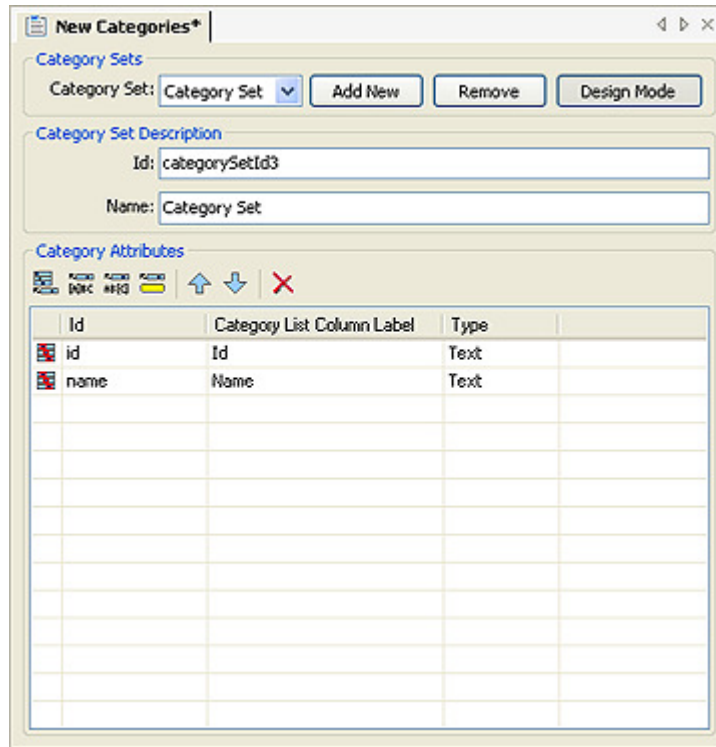 New Categories*
Category Sets
Category Set: Category Set Add New Remove Design Mode
Category Set Description
Id: categorySetId3
Name: Category Set
Category Attributes
Id Category List Column Label Type
id Id Text
name Name Text